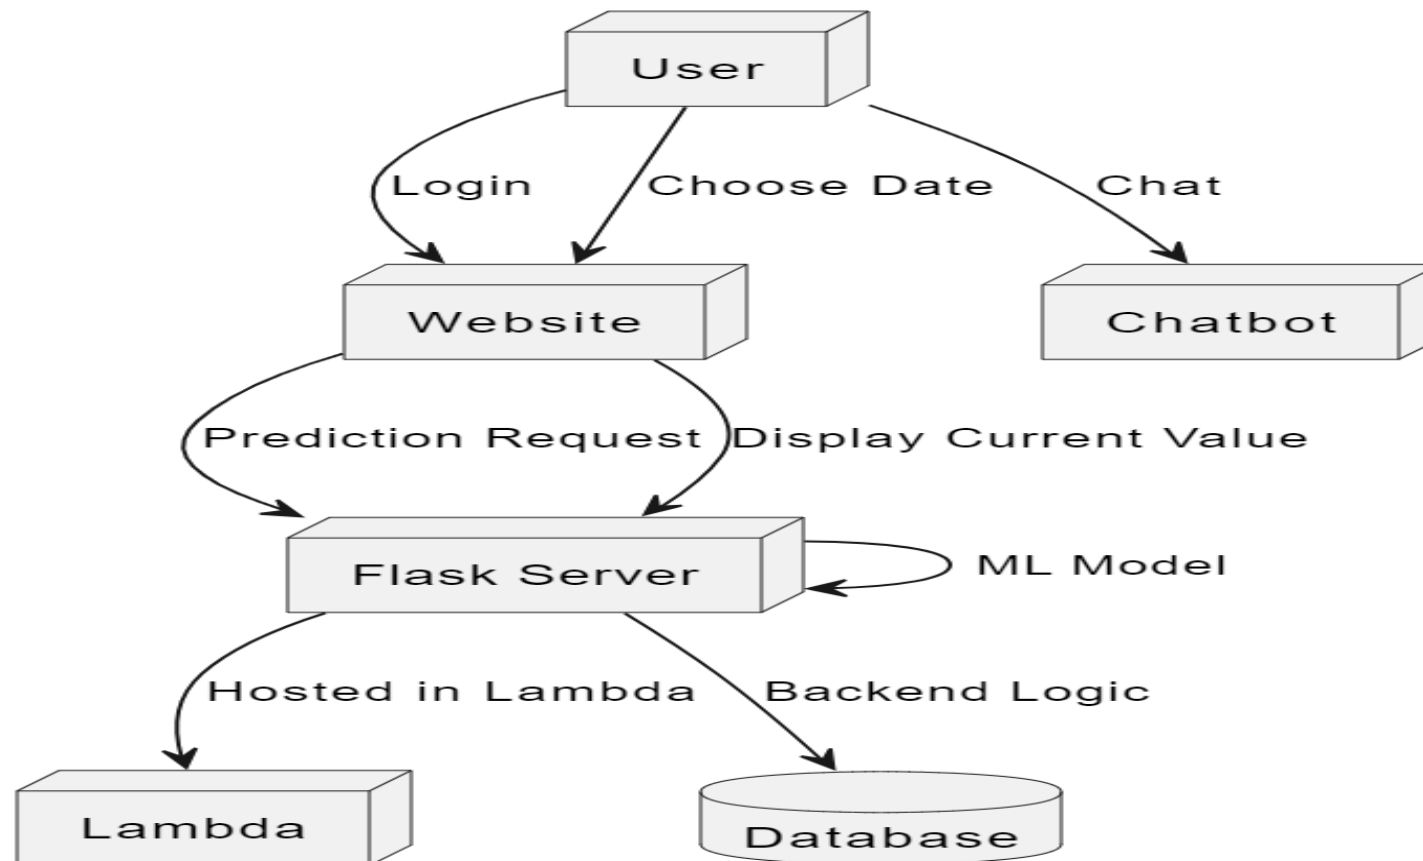 User
Login
Choose Date
Chat
Website
Chatbot
Prediction Request
Display Current Value
Flask Server
ML Model
Hosted in Lambda
Backend Logic
Lambda
Database